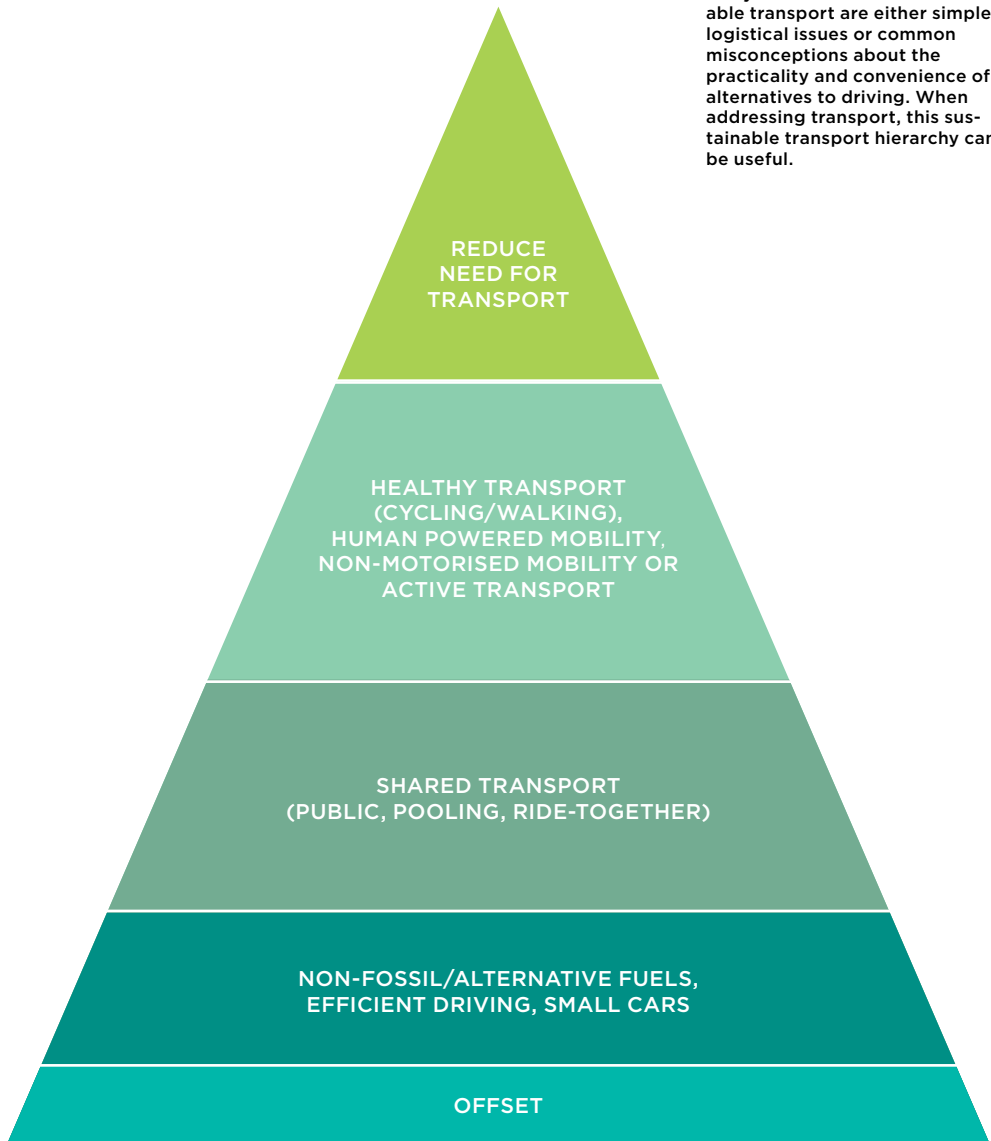 able transport are either simple
logistical issues or common
misconceptions about the
practicality and convenience of
alternatives to driving. When
addressing transport, this sus-
tainable transport hierarchy can
be useful.
REDUCE
NEED FOR
TRANSPORT
HEALTHY TRANSPORT
(CYCLING/WALKING),
HUMAN POWERED MOBILITY,
NON-MOTORISED MOBILITY OR
ACTIVE TRANSPORT
SHARED TRANSPORT
(PUBLIC, POOLING, RIDE-TOGETHER)
NON-FOSSIL/ALTERNATIVE FUELS,
EFFICIENT DRIVING, SMALL CARS
OFFSET